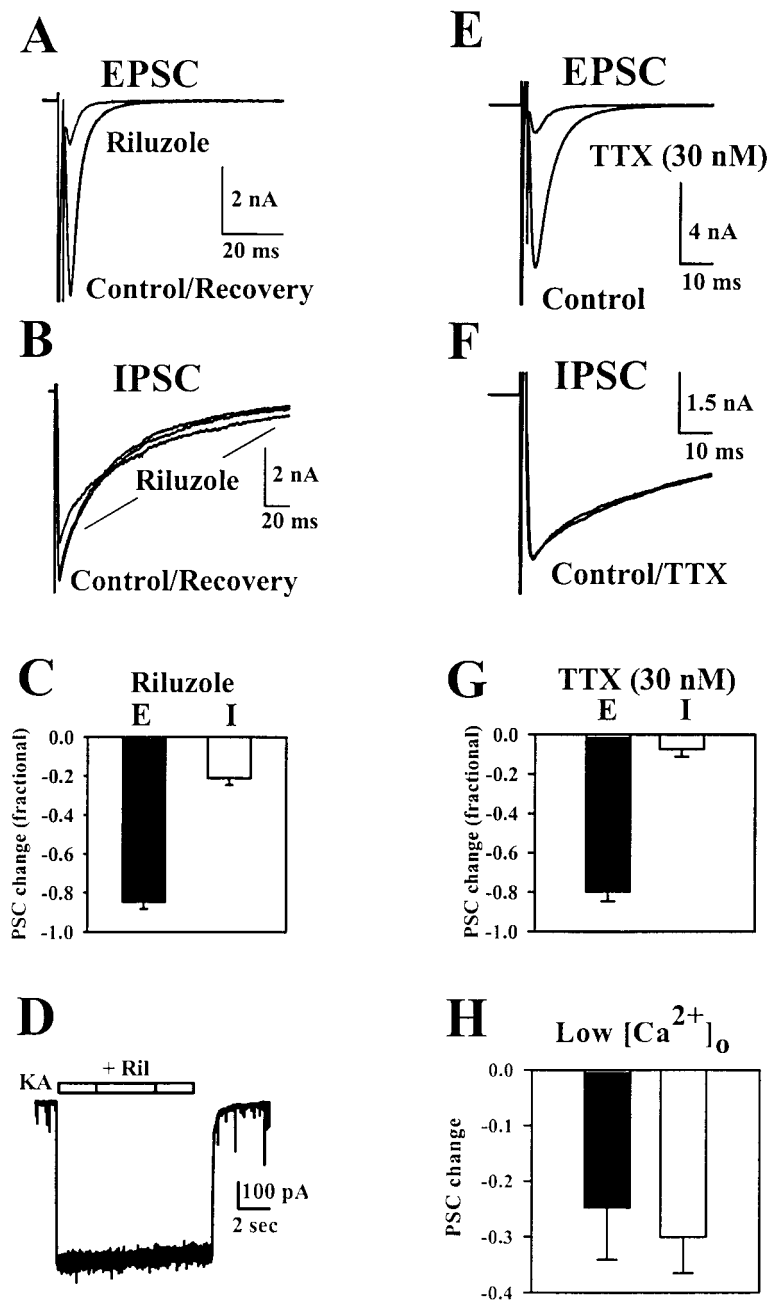 A
EPSC
Riluzole
2 nA
20 ms
Control/Recovery
B
IPSC
Riluzole
2 nA
20 ms
Control/Recovery
C
Riluzole
E I
PSC change (fractional)
0.0
-0.2
-0.4
-0.6
-0.8
-1.0
D
+ Ril
KA
100 pA
2 sec
E
EPSC
TTX (30 nM)
4 nA
10 ms
Control
F
IPSC
1.5 nA
10 ms
Control/TTX
G
TTX (30 nM)
E I
PSC change (fractional)
0.0
-0.2
-0.4
-0.6
-0.8
-1.0
H
Low [Ca2+]o
PSC change
0.0
-0.1
-0.2
-0.3
-0.4